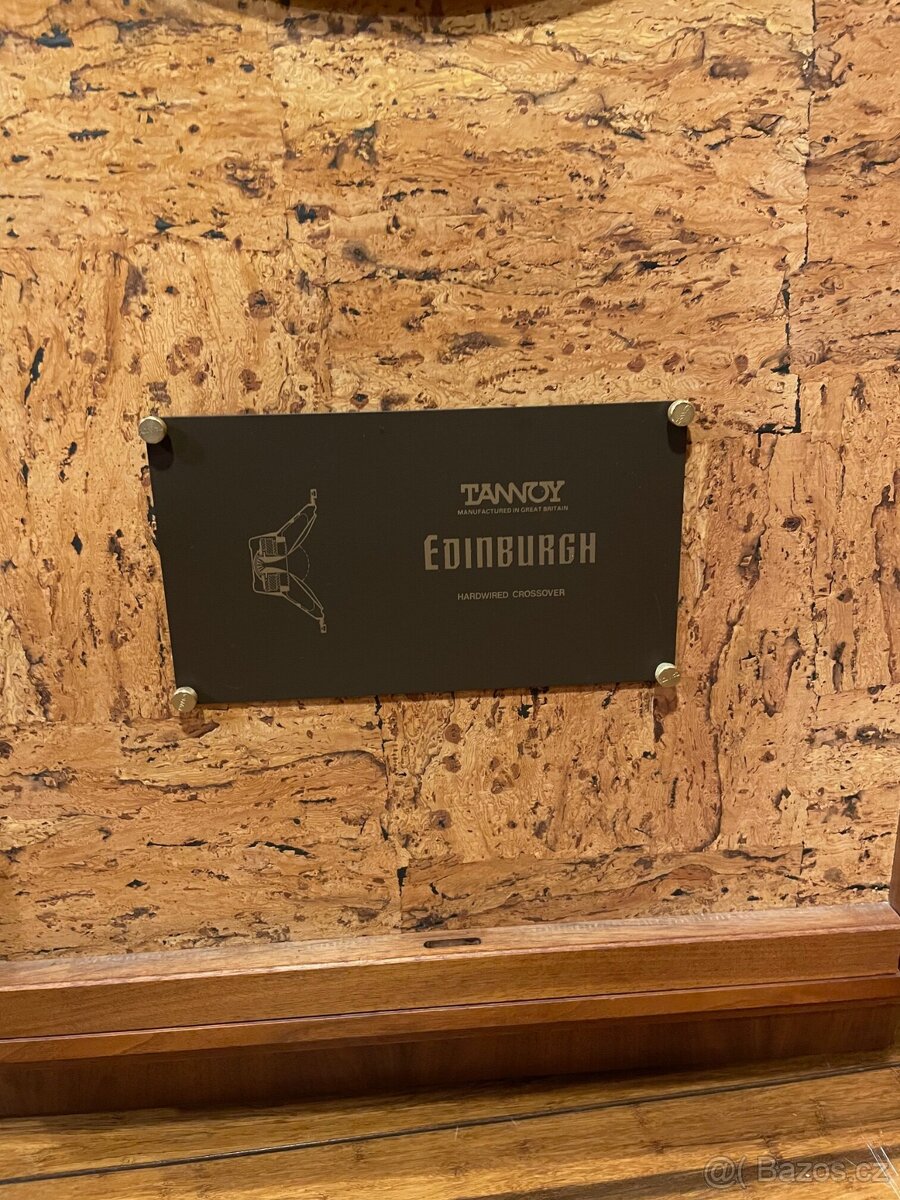 TANNOY
MANUFACTURED IN GREAT BRITAIN
EDINBURGH
HARDWIRED CROSSOVER
@( Bazos.cz